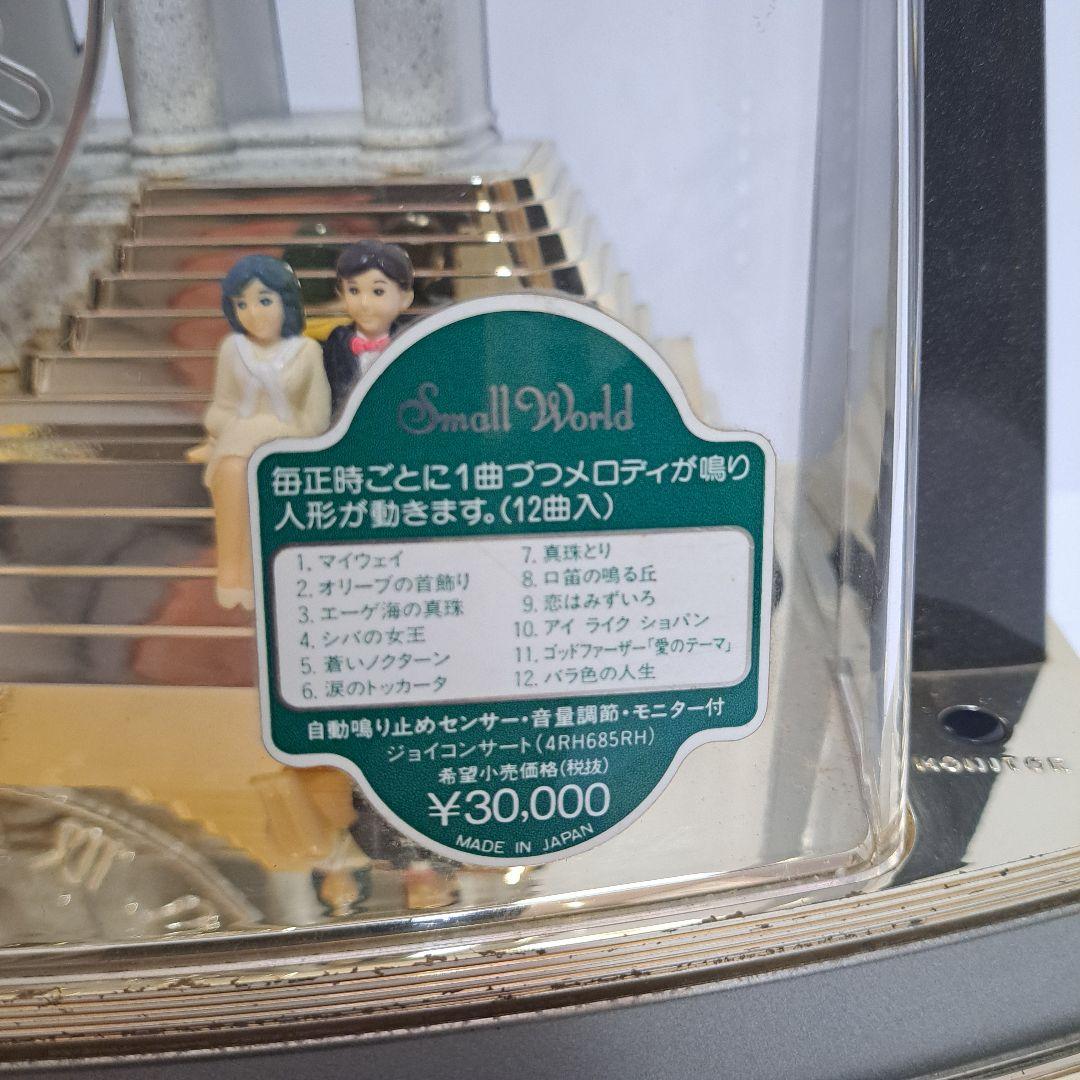 Small World
毎正時ごとに1曲づつメロディが鳴り
人形が動きます。(12曲入)
1. マイウェイ
2. オリーブの首飾り
3. エーゲ海の真珠
4. シバの女王
5. 蒼いノクターン
6. 涙のトッカータ
7. 真珠とり
8. 口笛の鳴る丘
9. 恋はみずいろ
10. アイ ライク ショパン
11. ゴッドファーザー「愛のテーマ」
12. バラ色の人生
自動鳴り止めセンサー・音量調節・モニター付
ジョイコンサート(4RH685RH)
希望小売価格(税抜)
¥30,000
MADE IN JAPAN
MONITOR